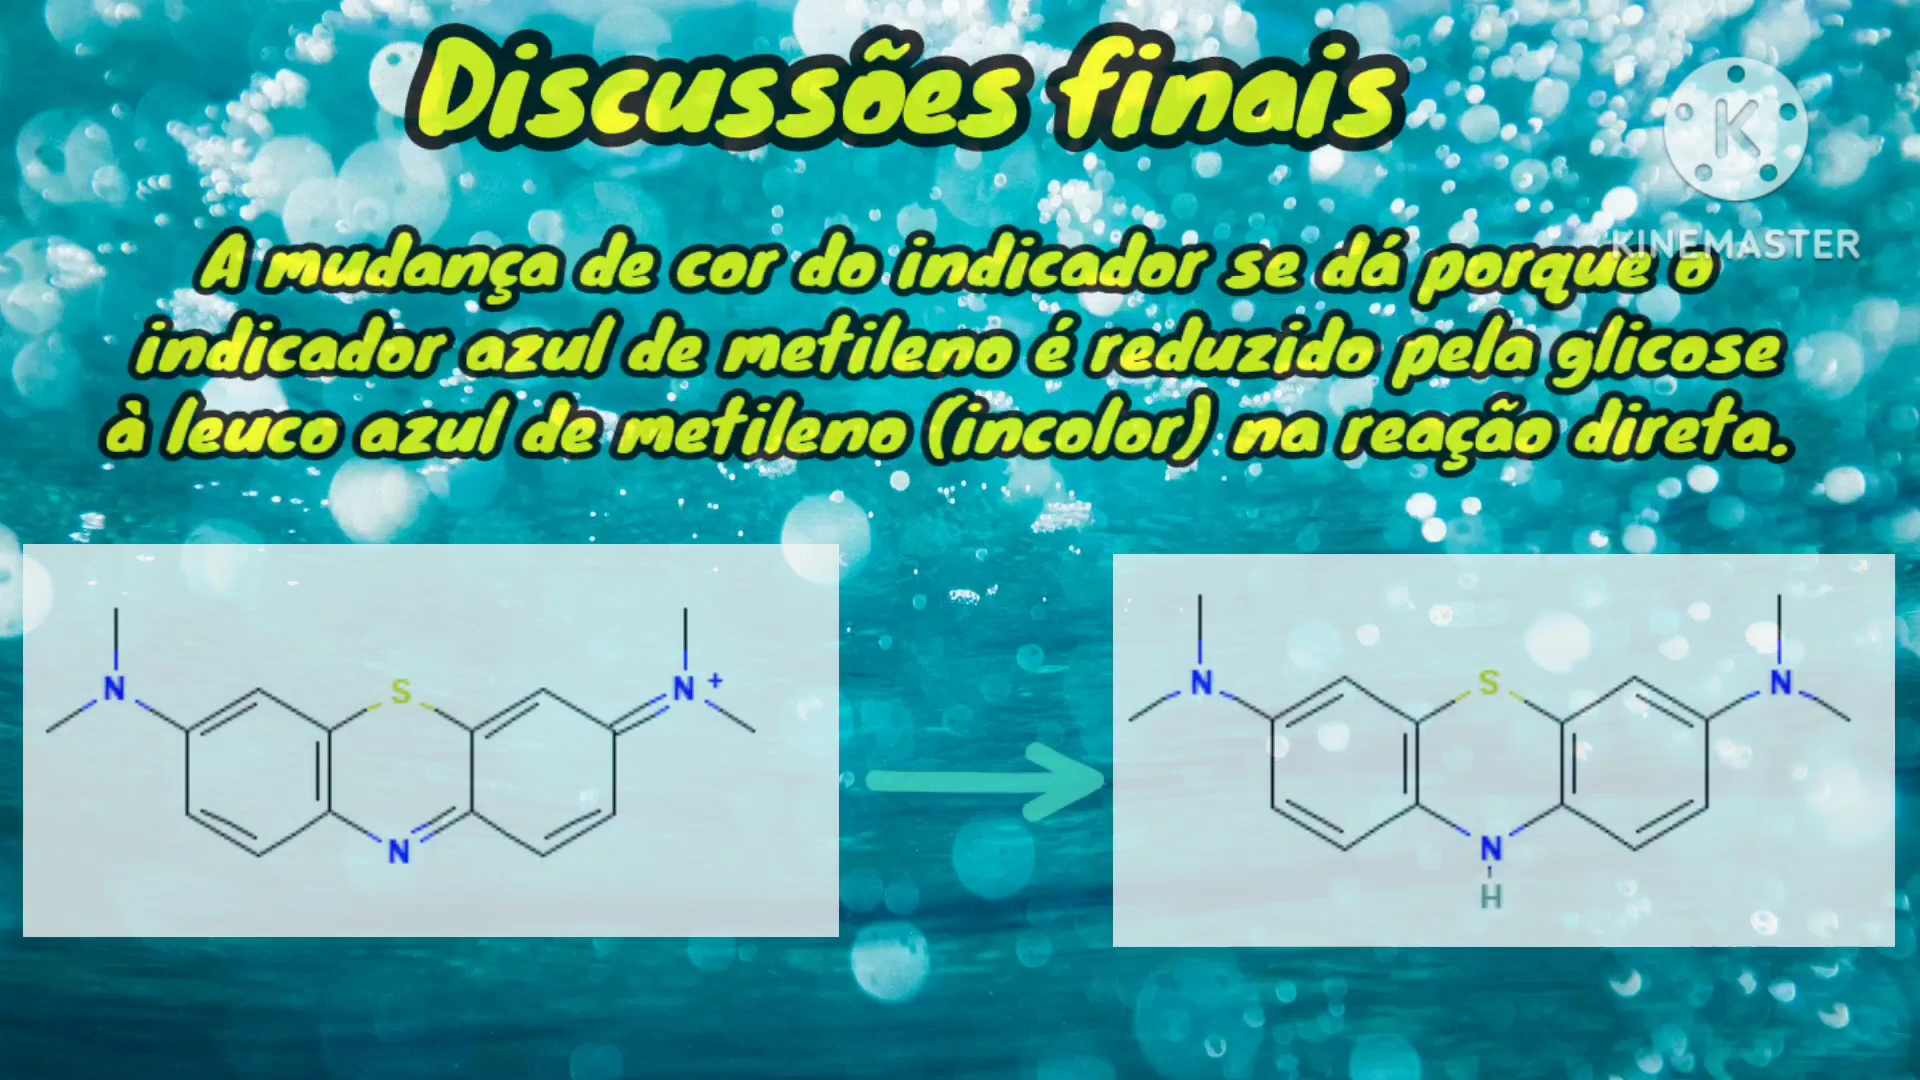 Discussões finais
K
KINEMASTER
A mudança de cor do indicador se dá porque o
indicador azul de metileno é reduzido pela glicose
à leuco azul de metileno (incolor) na reação direta.
N S N +
N
N S N
N
H